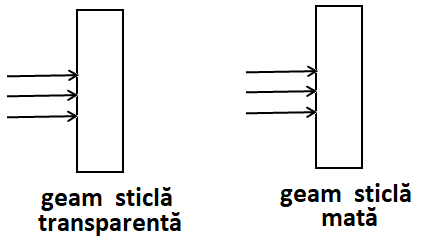 geam sticlă
transparentă
geam sticlă
mată